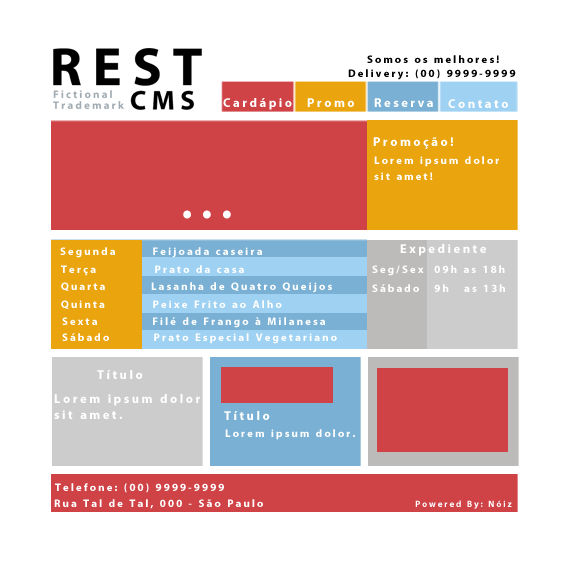 REST
Fictional
Trademark
CMS
Somos os melhores!
Delivery: (00) 9999-9999
Cardápio Promo Reserva Contato
Promoção!
Lorem ipsum dolor
sit amet!
Segunda Feijoada caseira
Terça Prato da casa
Quarta Lasanha de Quatro Queijos
Quinta Peixe Frito ao Alho
Sexta Filé de Frango à Milanesa
Sábado Prato Especial Vegetariano
Expediente
Seg/Sex 09h as 18h
Sábado 9h as 13h
Título
Lorem ipsum dolor
sit amet.
Título
Lorem ipsum dolor.
Telefone: (00) 9999-9999
Rua Tal de Tal, 000 - São Paulo
Powered By: Nóiz